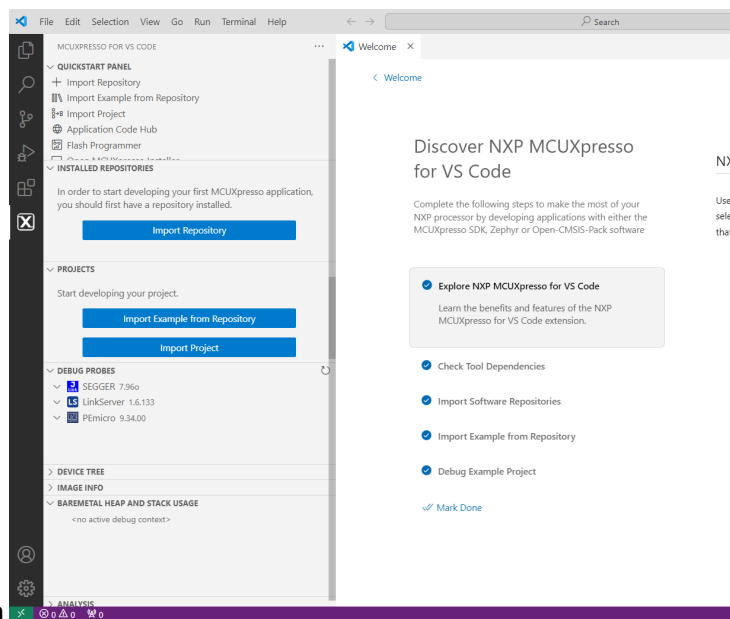 File Edit Selection View Go Run Terminal Help
Search
MCUXPRESSO FOR VS CODE
Welcome
QUICKSTART PANEL
Import Repository
Import Example from Repository
Import Project
Application Code Hub
Flash Programmer
Open MCUXpresso Installer
INSTALLED REPOSITORIES
In order to start developing your first MCUXpresso application,
you should first have a repository installed.
Import Repository
PROJECTS
Start developing your project.
Import Example from Repository
Import Project
DEBUG PROBES
SEGGER 7.96o
LS LinkServer 1.6.133
PEmicro 9.34.00
DEVICE TREE
IMAGE INFO
BAREMETAL HEAP AND STACK USAGE
<no active debug context>
ANALYSIS
0 0 0
Welcome
Discover NXP MCUXpresso
for VS Code
Complete the following steps to make the most of your
NXP processor by developing applications with either the
MCUXpresso SDK, Zephyr or Open-CMSIS-Pack software
Explore NXP MCUXpresso for VS Code
Learn the benefits and features of the NXP
MCUXpresso for VS Code extension.
Check Tool Dependencies
Import Software Repositories
Import Example from Repository
Debug Example Project
Mark Done
Use
sele
tha